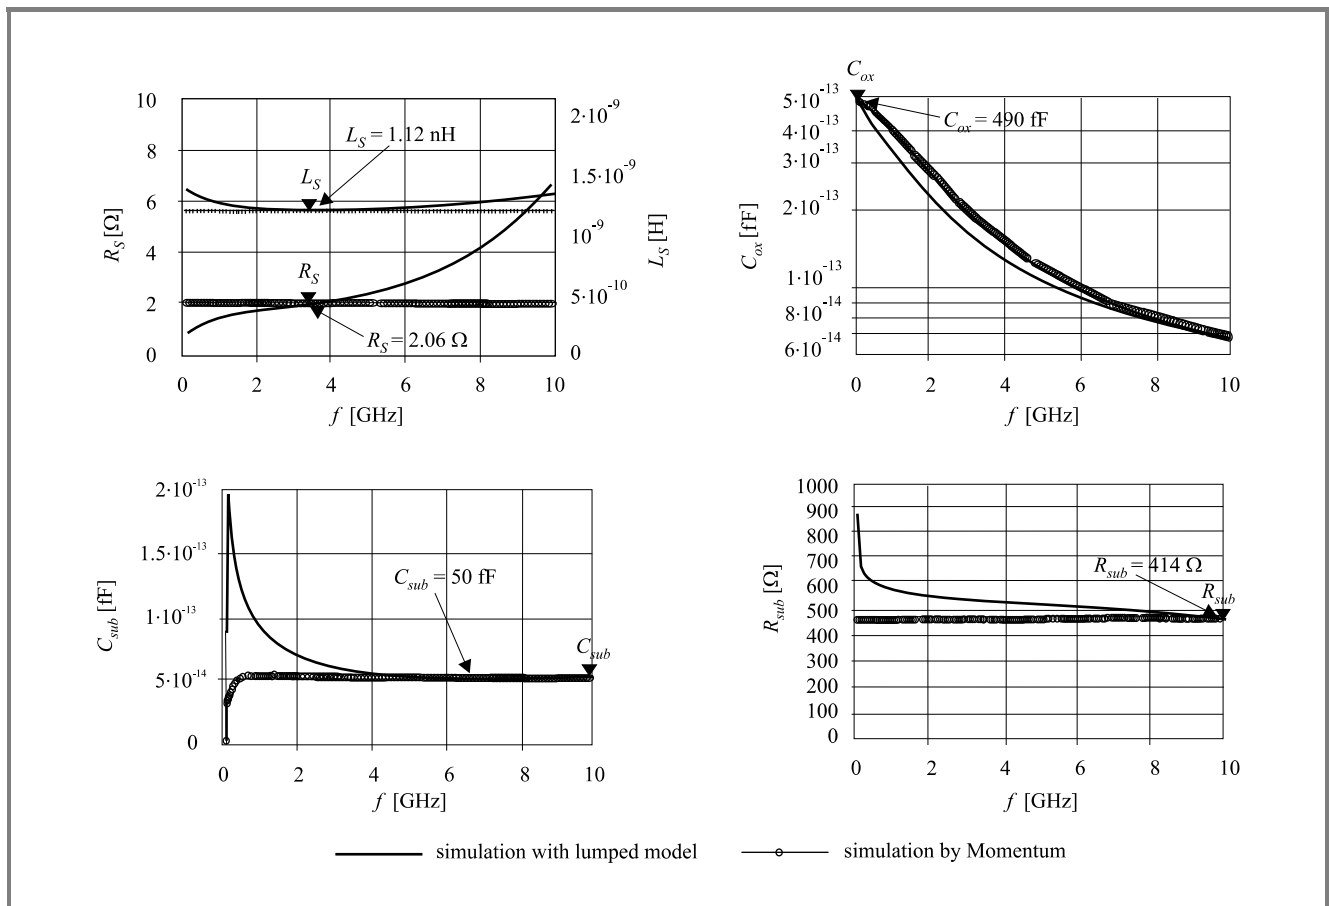 10
8
6
4
2
0
R_S [Ω]
0 2 4 6 8 10
f [GHz]
2·10^-9
1.5·10^-9
10^-9
5·10^-10
0
L_S [H]
L_S = 1.12 nH
L_S
R_S
R_S = 2.06 Ω
C_ox
C_ox = 490 fF
5·10^-13
4·10^-13
3·10^-13
2·10^-13
1·10^-13
8·10^-14
6·10^-14
C_ox [fF]
0 2 4 6 8 10
f [GHz]
2·10^-13
1.5·10^-13
1·10^-13
5·10^-14
0
C_sub [fF]
C_sub = 50 fF
C_sub
0 2 4 6 8 10
f [GHz]
1000
900
800
700
600
500
400
300
200
100
0
R_sub [Ω]
R_sub = 414 Ω
R_sub
0 2 4 6 8 10
f [GHz]
simulation with lumped model
simulation by Momentum